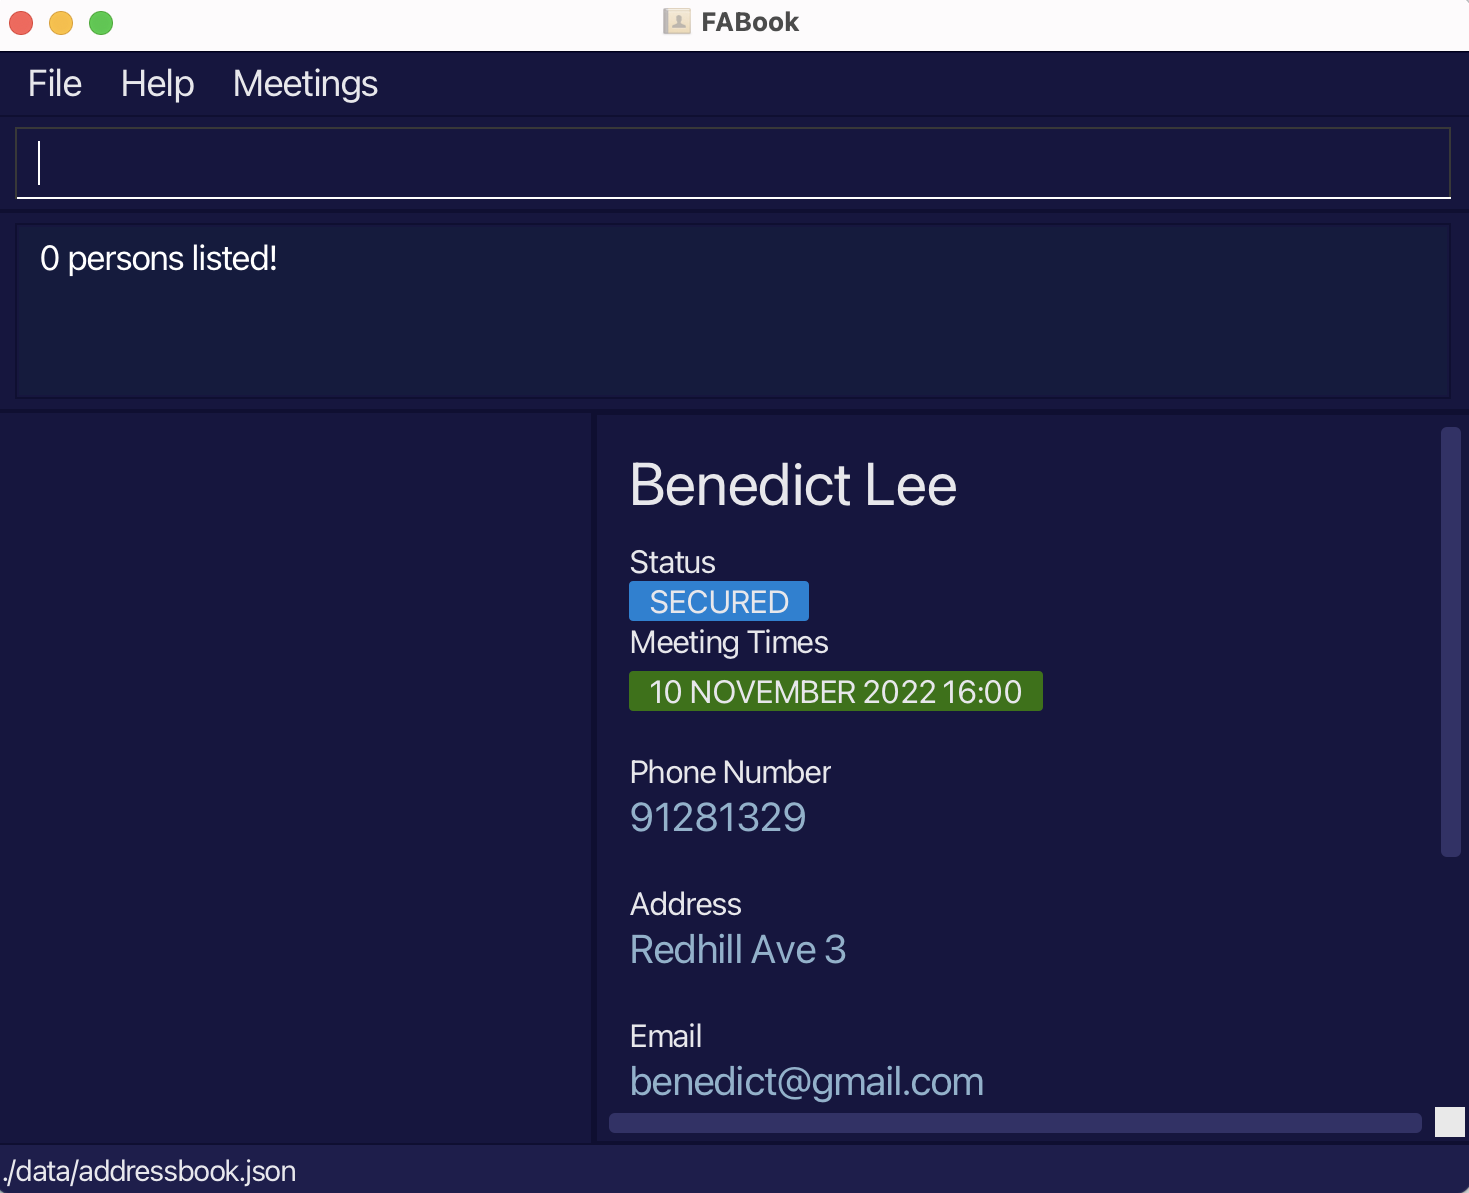 FABook
File Help Meetings
0 persons listed!
Benedict Lee
Status
SECURED
Meeting Times
10 NOVEMBER 2022 16:00
Phone Number
91281329
Address
Redhill Ave 3
Email
benedict@gmail.com
./data/addressbook.json